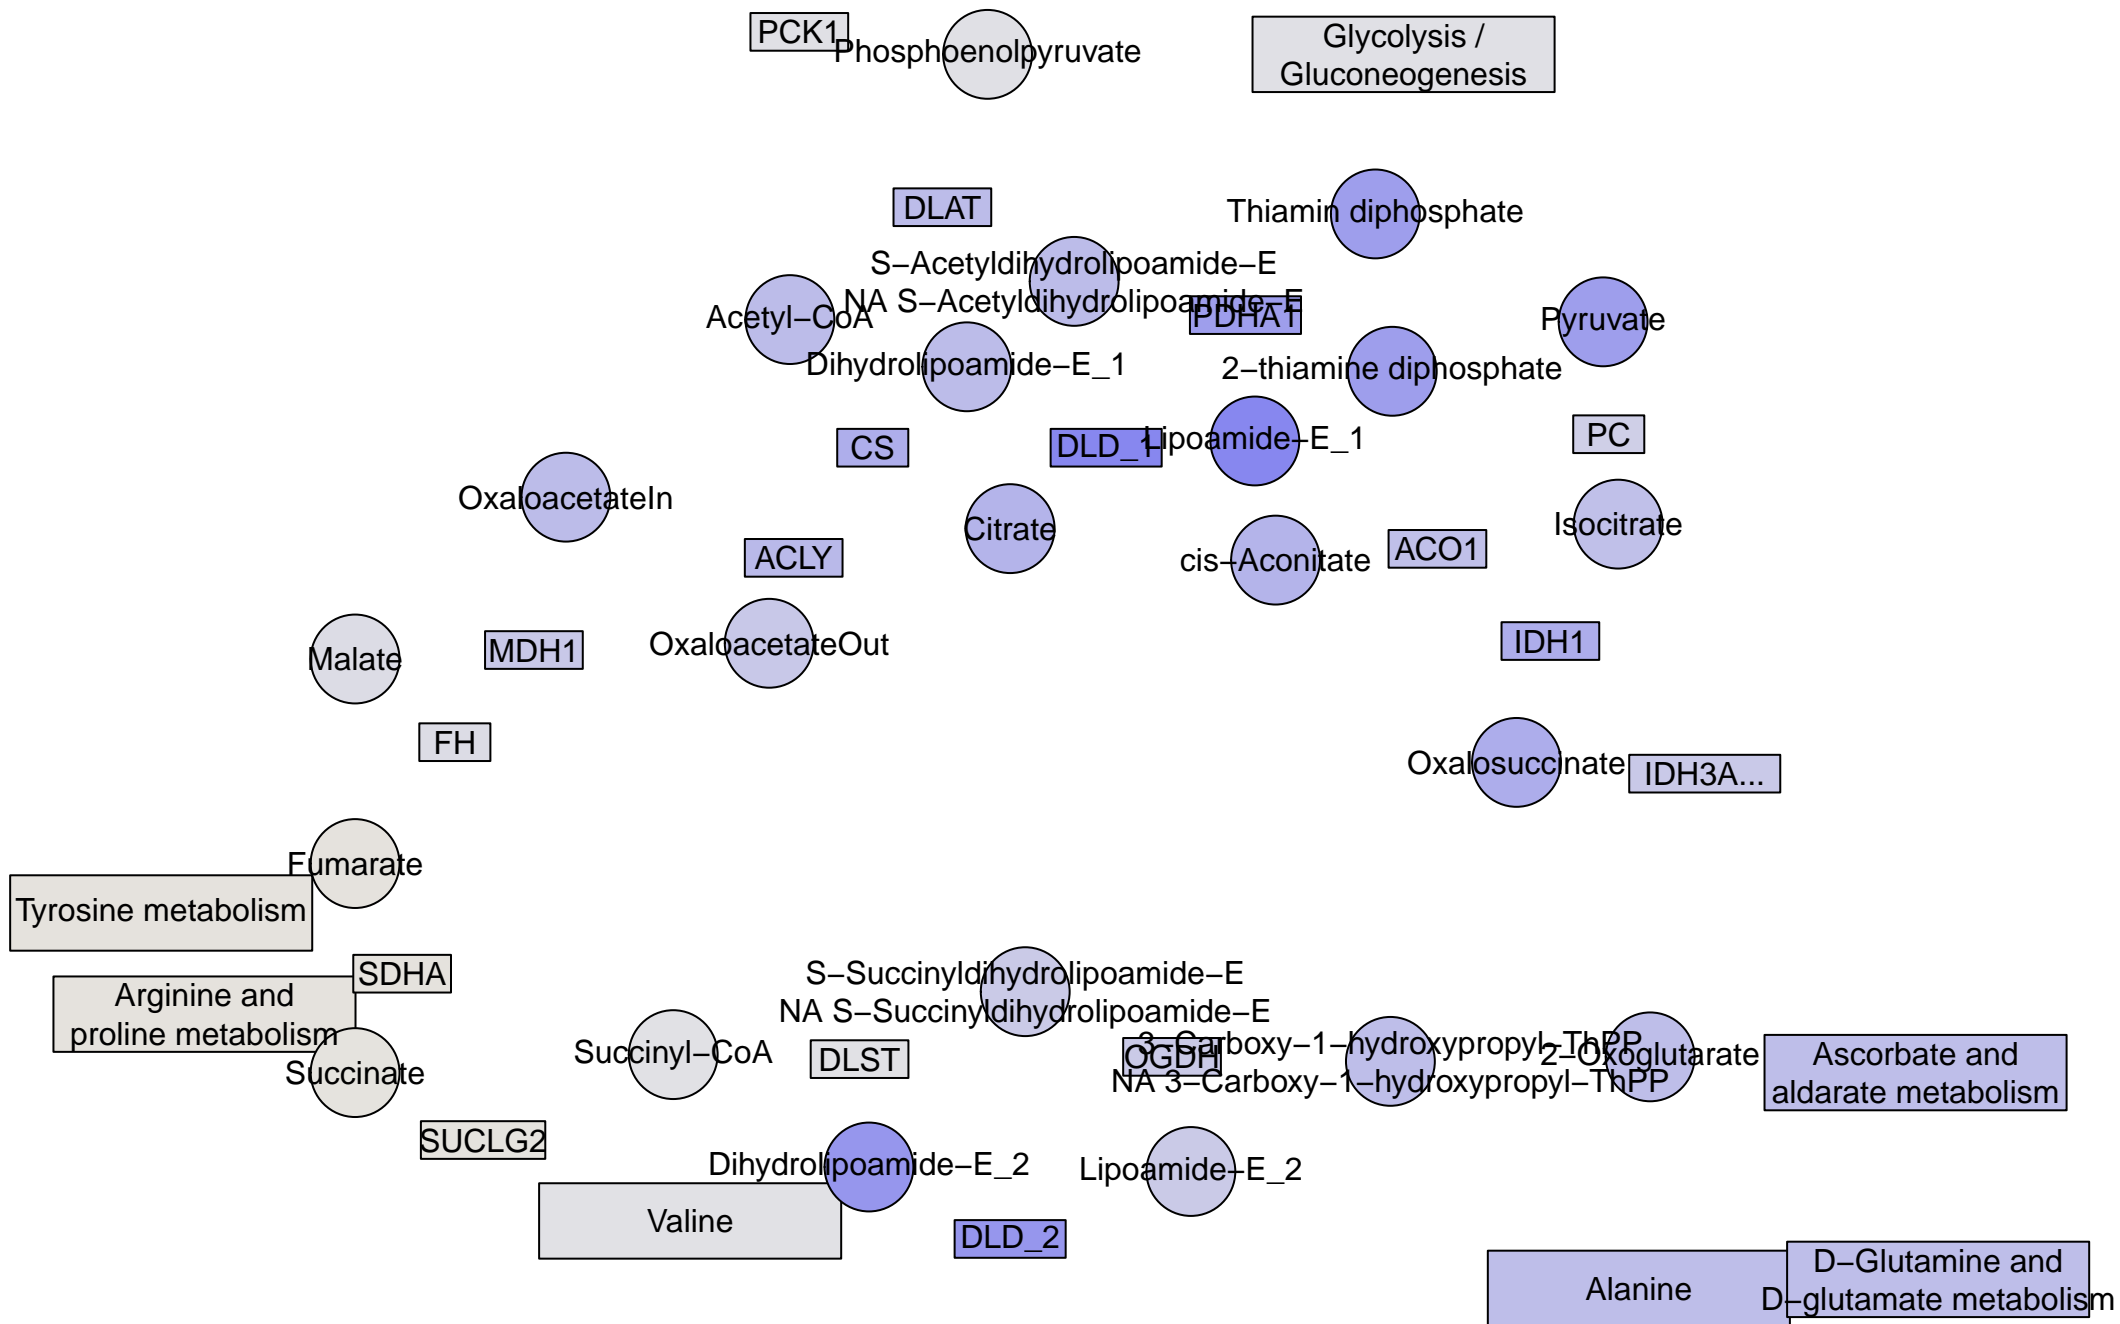 PCK1
Phosphoenolpyruvate
Glycolysis /
Gluconeogenesis
DLAT
Thiamin diphosphate
S−Acetyldihydrolipoamide−E
NA S−Acetyldihydrolipoamide−E
Acetyl−CoA
PDHA1
Pyruvate
Dihydrolipoamide−E_1
2−thiamine diphosphate
CS
DLD_1
Lipoamide−E_1
PC
OxaloacetateIn
Citrate
Isocitrate
ACLY
cis−Aconitate
ACO1
Malate
MDH1
OxaloacetateOut
IDH1
FH
Oxalosuccinate
IDH3A...
Fumarate
Tyrosine metabolism
SDHA
Arginine and
proline metabolism
S−Succinyldihydrolipoamide−E
NA S−Succinyldihydrolipoamide−E
Succinate
Succinyl−CoA
DLST
OGDH
3−Carboxy−1−hydroxypropyl−ThPP
NA 3−Carboxy−1−hydroxypropyl−ThPP
2−Oxoglutarate
Ascorbate and
aldarate metabolism
SUCLG2
Dihydrolipoamide−E_2
Lipoamide−E_2
Valine
DLD_2
Alanine
D−Glutamine and
D−glutamate metabolism